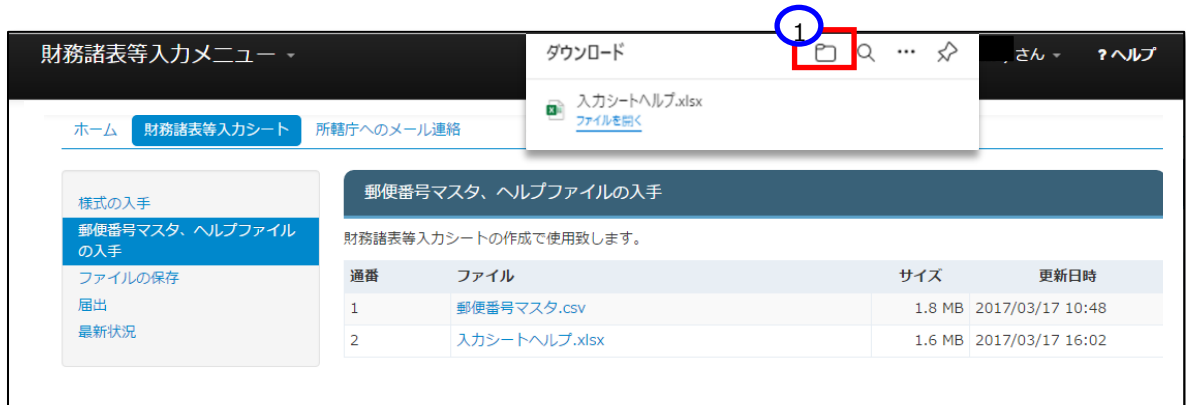 1
財務諸表等入力メニュー
ダウンロード
さん
?ヘルプ
入力シートヘルプ.xlsx
ファイルを開く
ホーム
財務諸表等入力シート
所轄庁へのメール連絡
様式の入手
郵便番号マスタ、ヘルプファイル
の入手
ファイルの保存
届出
最新状況
郵便番号マスタ、ヘルプファイルの入手
財務諸表等入力シートの作成で使用致します。
通番 ファイル サイズ 更新日時
1 郵便番号マスタ.csv 1.8 MB 2017/03/17 10:48
2 入力シートヘルプ.xlsx 1.6 MB 2017/03/17 16:02